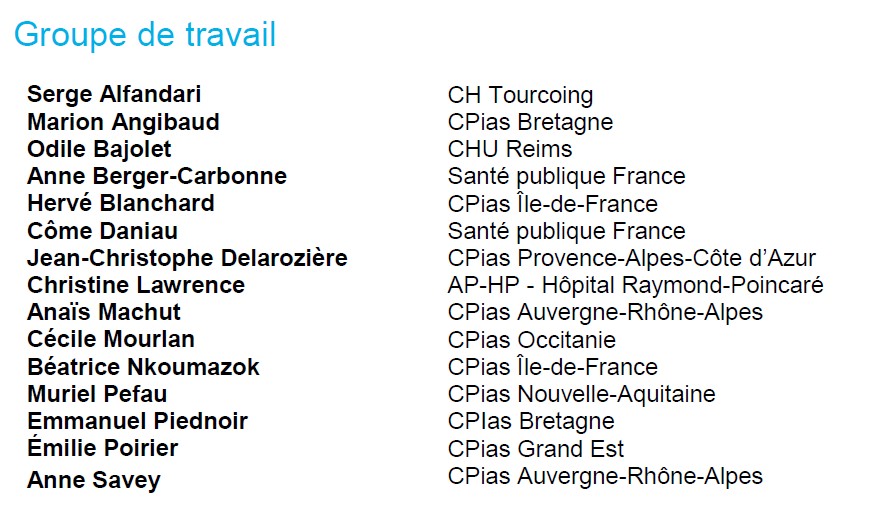 Groupe de travail
Serge Alfandari CH Tourcoing
Marion Angibaud CPias Bretagne
Odile Bajolet CHU Reims
Anne Berger-Carbonne Santé publique France
Hervé Blanchard CPias Île-de-France
Côme Daniau Santé publique France
Jean-Christophe Delarozière CPias Provence-Alpes-Côte d’Azur
Christine Lawrence AP-HP - Hôpital Raymond-Poincaré
Anaïs Machut CPias Auvergne-Rhône-Alpes
Cécile Mourlan CPias Occitanie
Béatrice Nkoumazok CPias Île-de-France
Muriel Pefau CPias Nouvelle-Aquitaine
Emmanuel Piednoir CPIas Bretagne
Émilie Poirier CPias Grand Est
Anne Savey CPias Auvergne-Rhône-Alpes